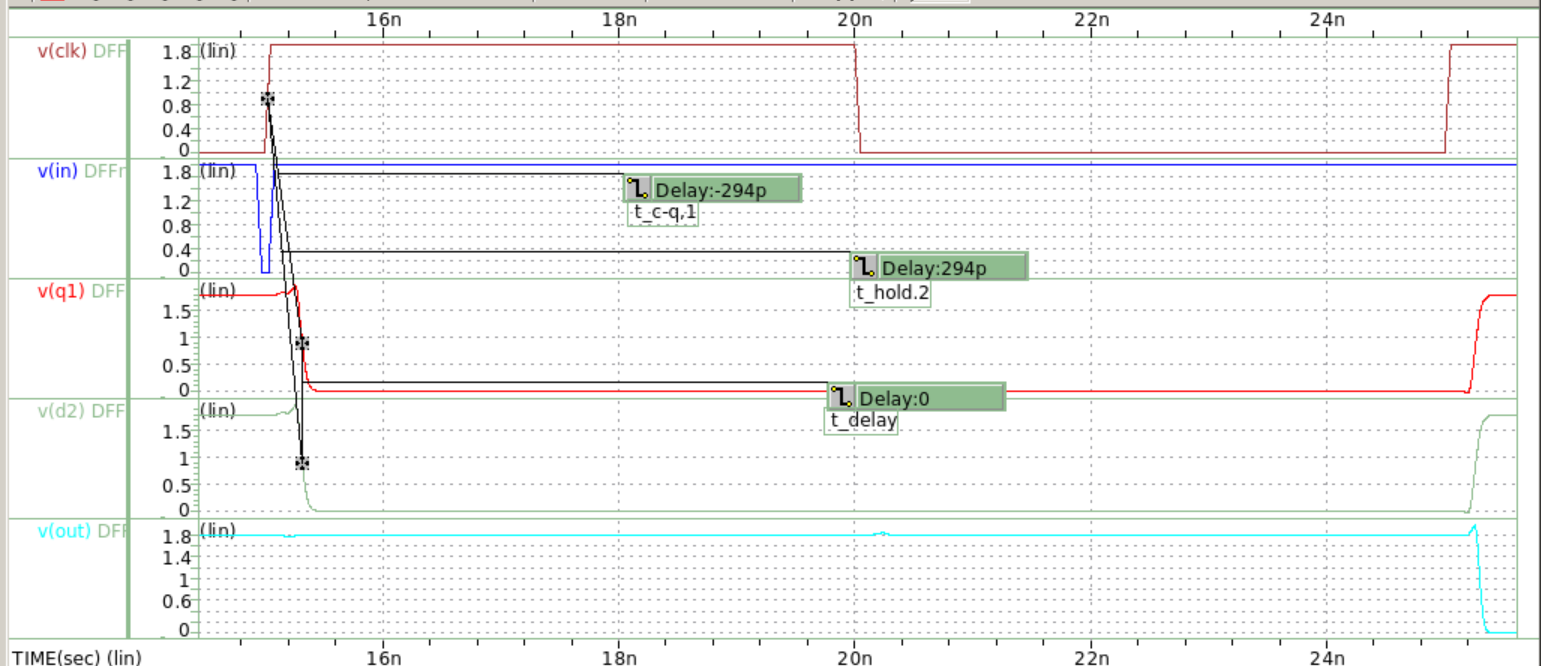 16n 18n 20n 22n 24n
v(clk) DFF
1.8 (lin)
1.2
0.8
0.4
0
v(in) DFFr
1.8 (lin)
1.2
0.8
0.4
0
Delay:-294p
t_c-q,1
Delay:294p
t_hold.2
v(q1) DFF
(lin)
1.5
1
0.5
0
Delay:0
t_delay
v(d2) DFF
(lin)
1.5
1
0.5
0
v(out) DFF
1.8 (lin)
1.4
1
0.6
0
TIME(sec) (lin) 16n 18n 20n 22n 24n